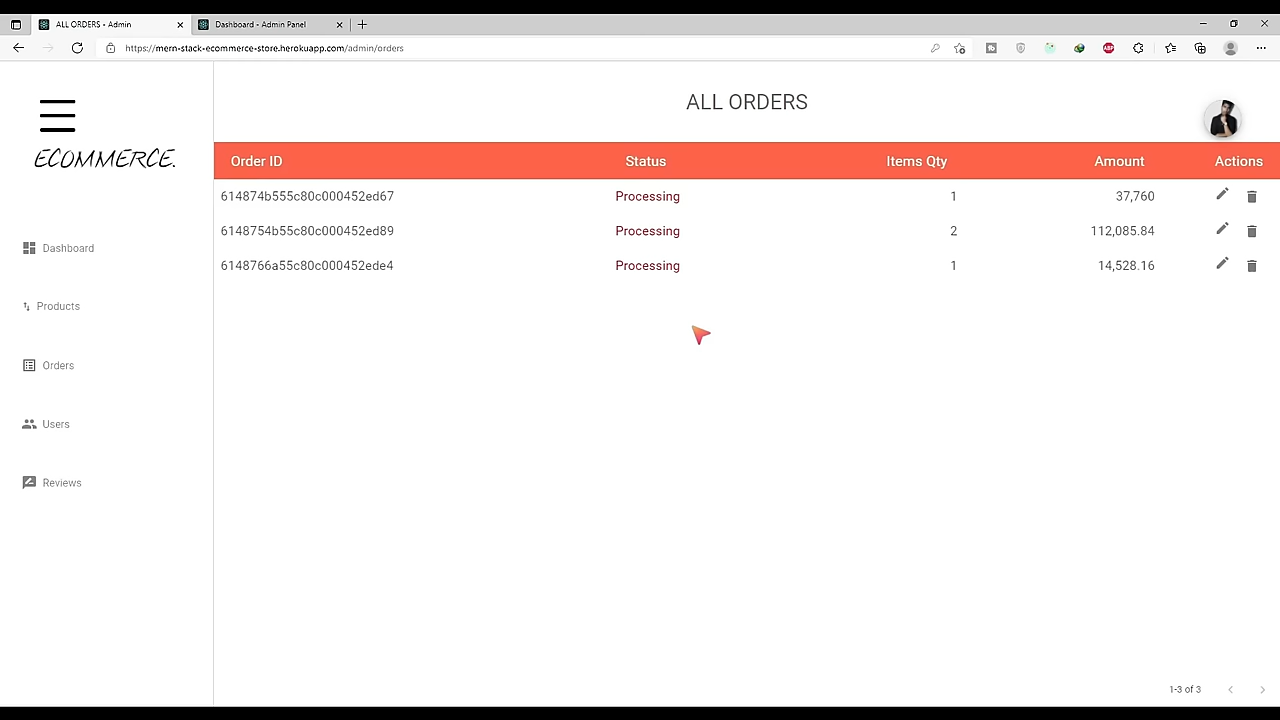 ALL ORDERS - Admin
Dashboard - Admin Panel
https://mern-stack-ecommerce-store.herokuapp.com/admin/orders
ABP
ECOMMERCE.
Dashboard
Products
Orders
Users
Reviews
ALL ORDERS
Order ID Status Items Qty Amount Actions
614874b555c80c000452ed67 Processing 1 37,760
6148754b55c80c000452ed89 Processing 2 112,085.84
6148766a55c80c000452ede4 Processing 1 14,528.16
1-3 of 3